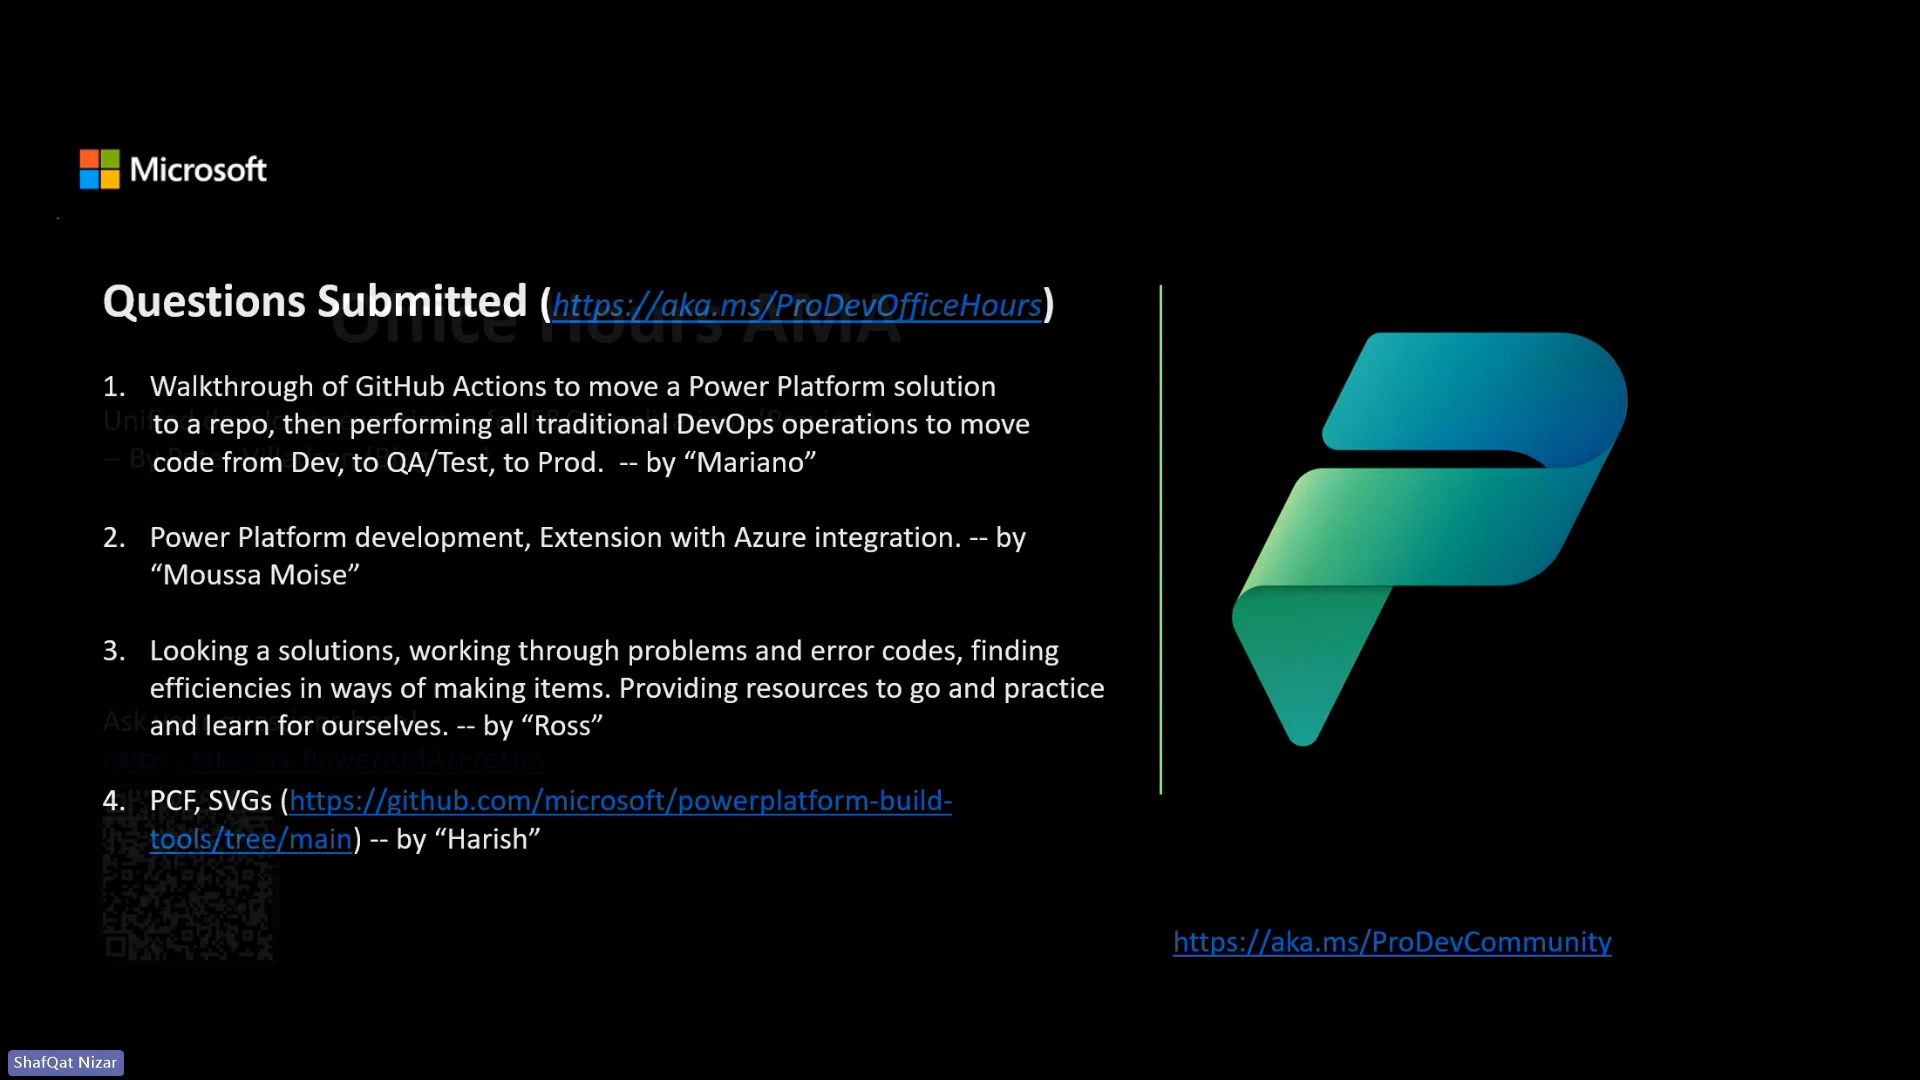 Microsoft
Questions Submitted (https://aka.ms/ProDevOfficeHours)
Office Hours AMA
1. Walkthrough of GitHub Actions to move a Power Platform solution
to a repo, then performing all traditional DevOps operations to move
code from Dev, to QA/Test, to Prod.  -- by “Mariano”
2. Power Platform development, Extension with Azure integration. -- by
“Moussa Moise”
3. Looking a solutions, working through problems and error codes, finding
efficiencies in ways of making items. Providing resources to go and practice
and learn for ourselves. -- by “Ross”
4. PCF, SVGs (https://github.com/microsoft/powerplatform-build-
tools/tree/main) -- by “Harish”
https://aka.ms/ProDevCommunity
ShafQat Nizar